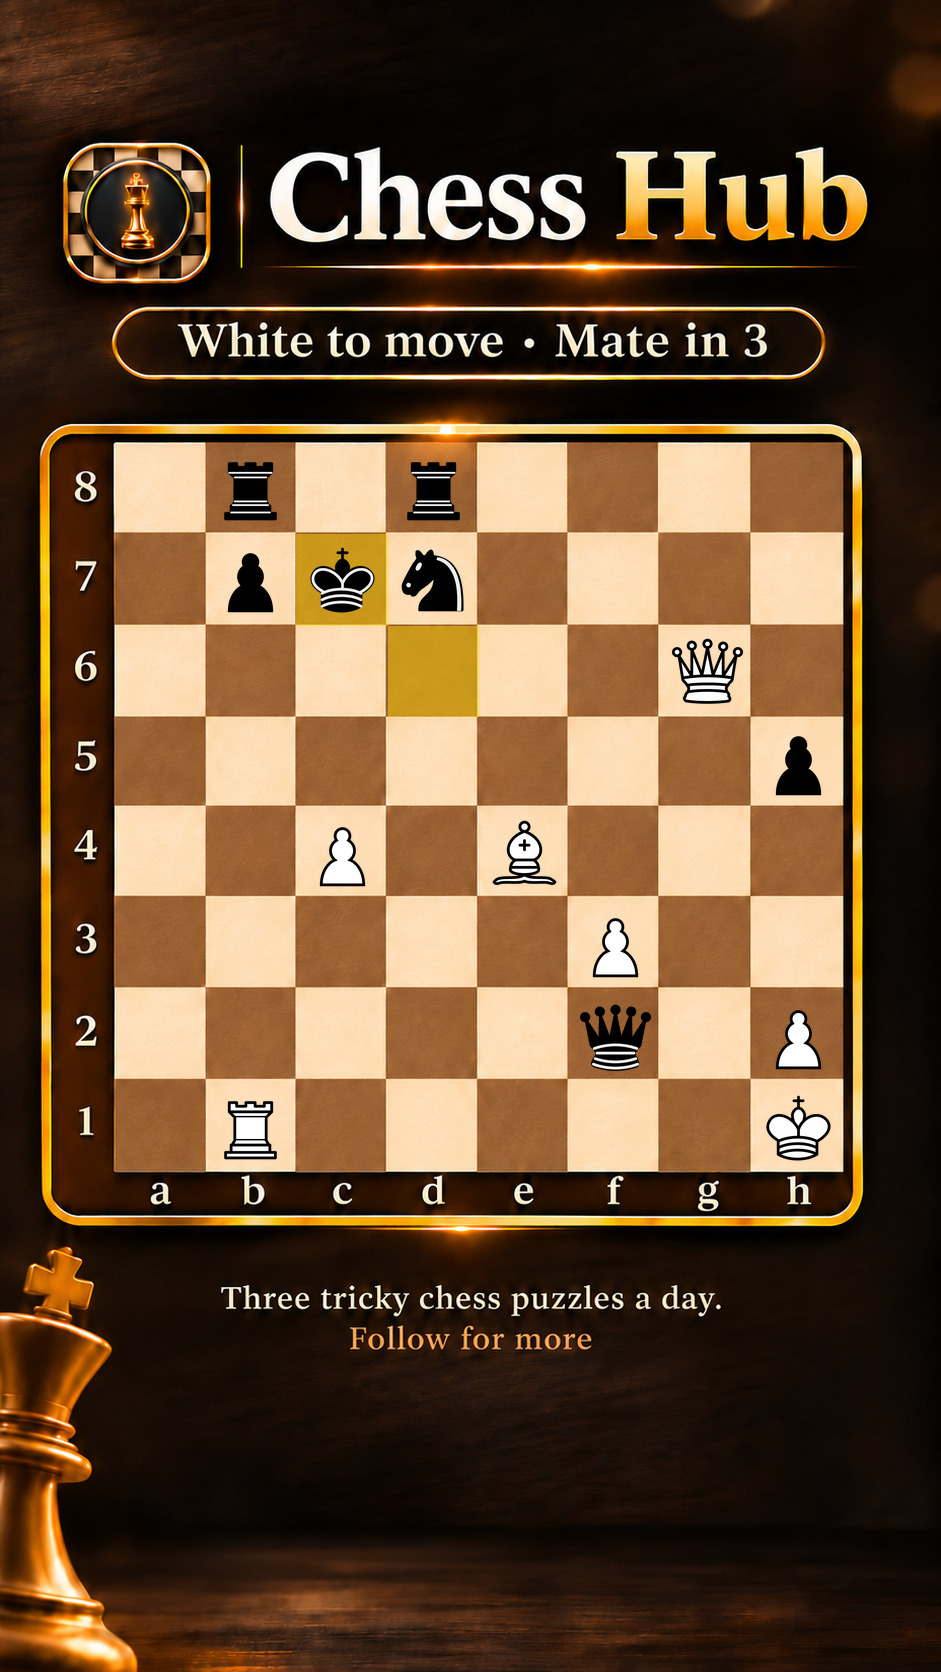 Chess Hub
White to move • Mate in 3
8
7
6
5
4
3
2
1
a b c d e f g h
Three tricky chess puzzles a day.
Follow for more